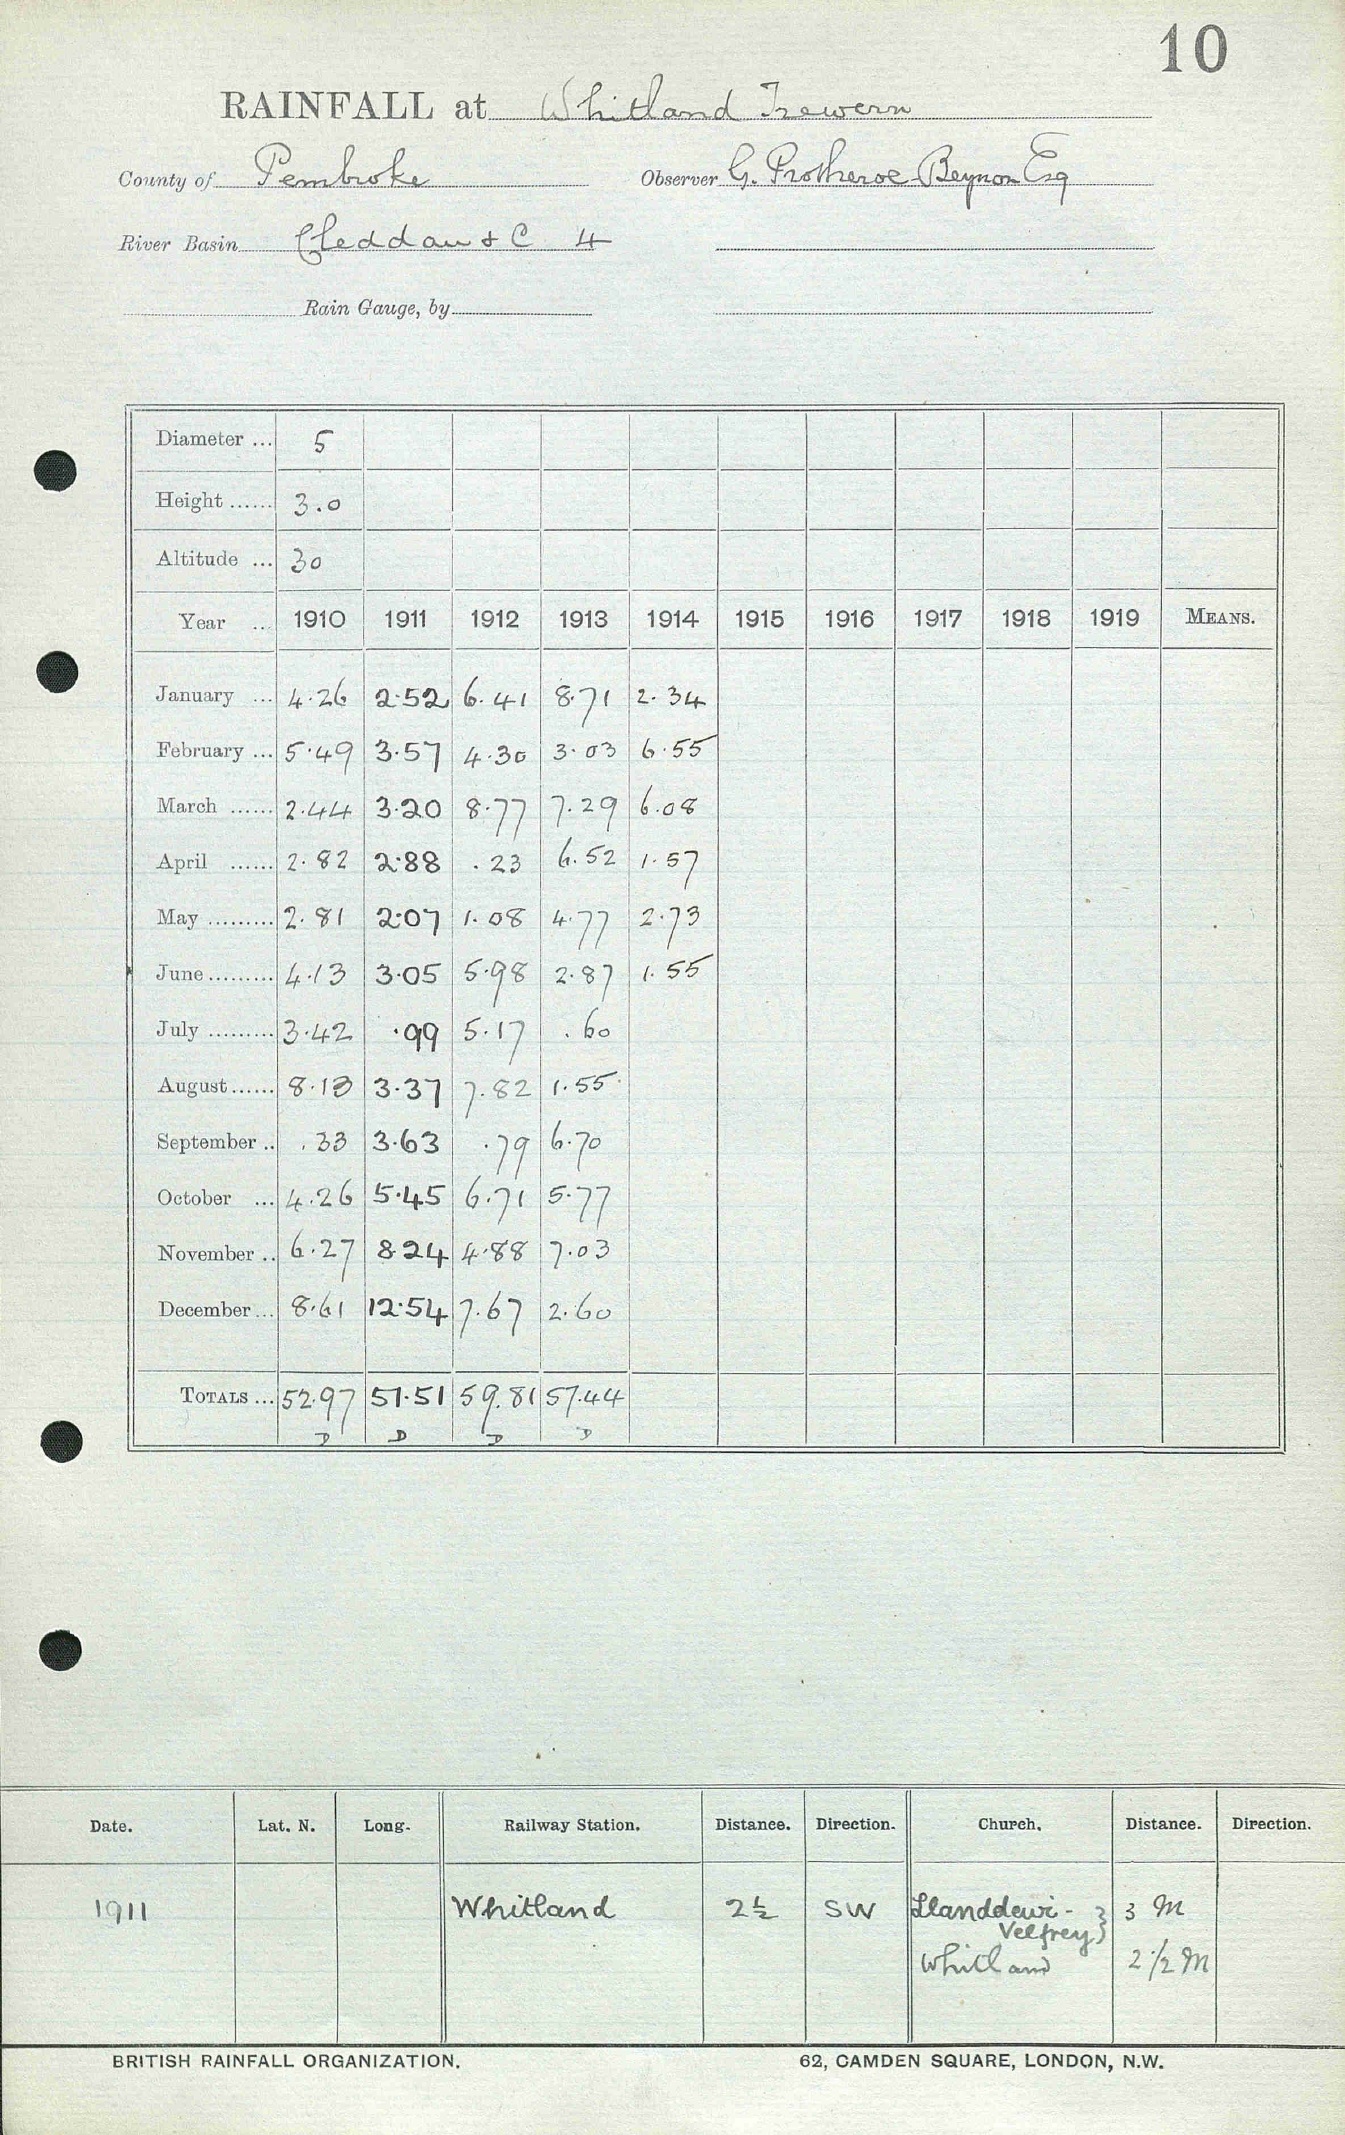 10
RAINFALL at Whitland Trewern
County of Pembroke Observer G. Protheroe-Beynon Esq
River Basin Cleddau & C 4
Rain Gauge, by
Diameter ... 5
Height ...... 3.0
Altitude ... 30
Year ... 1910 1911 1912 1913 1914 1915 1916 1917 1918 1919 MEANS.
January ... 4.26 2.52 6.41 8.71 2.34
February ... 5.49 3.57 4.30 3.03 6.55
March ...... 2.44 3.20 8.77 7.29 6.08
April ...... 2.82 2.88 .23 6.52 1.57
May ......... 2.81 2.07 1.08 4.77 2.73
June ......... 4.13 3.05 5.98 2.87 1.55
July ......... 3.42 .99 5.17 .60
August ...... 8.13 3.37 7.82 1.55
September .. .33 3.63 .79 6.70
October ... 4.26 5.45 6.71 5.77
November .. 6.27 8.24 4.88 7.03
December ... 8.61 12.54 7.67 2.60
TOTALS ... 52.97 51.51 59.81 57.44
D D D D
Date. Lat. N. Long. Railway Station. Distance. Direction. Church. Distance. Direction.
1911 Whitland 2½ SW Llanddewi- } 3 M
Velfrey }
Whitland 2 1/2 M
BRITISH RAINFALL ORGANIZATION. 62, CAMDEN SQUARE, LONDON, N.W.